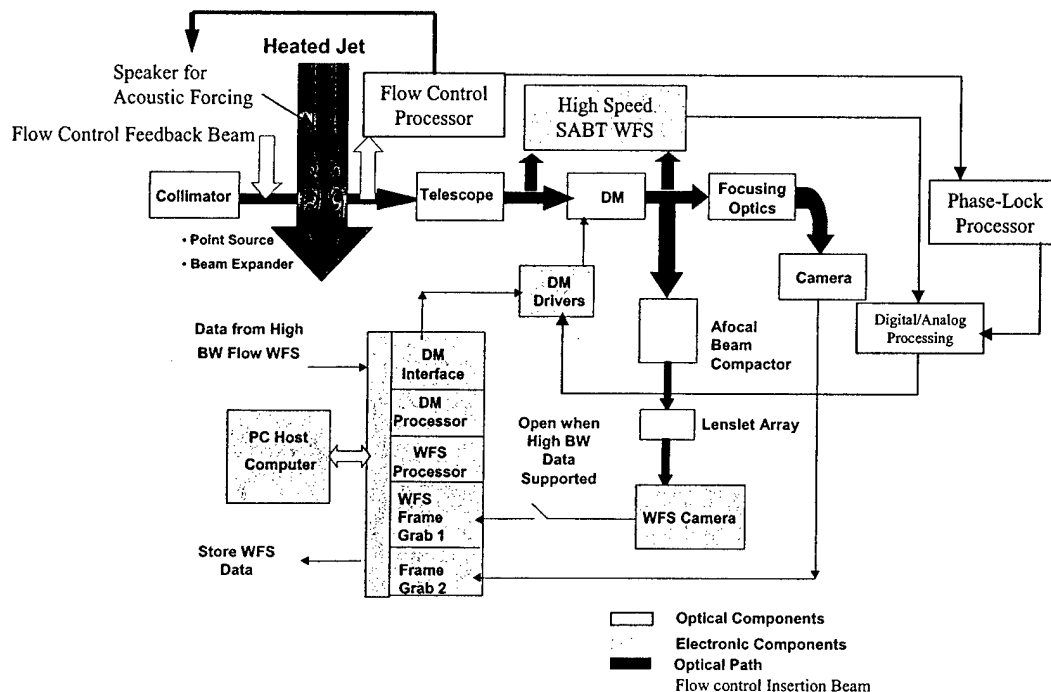 Heated Jet
Speaker for
Acoustic Forcing
Flow Control
Processor
High Speed
SABT WFS
Flow Control Feedback Beam
Collimator
Telescope
DM
Focusing
Optics
Phase-Lock
Processor
• Point Source
• Beam Expander
Camera
DM
Drivers
Digital/Analog
Processing
Afocal
Beam
Compactor
Data from High
BW Flow WFS
DM
Interface
DM
Processor
Lenslet Array
PC Host
Computer
WFS
Processor
Open when
High BW
Data
Supported
WFS
Frame
Grab 1
WFS Camera
Store WFS
Data
Frame
Grab 2
Optical Components
Electronic Components
Optical Path
Flow control Insertion Beam